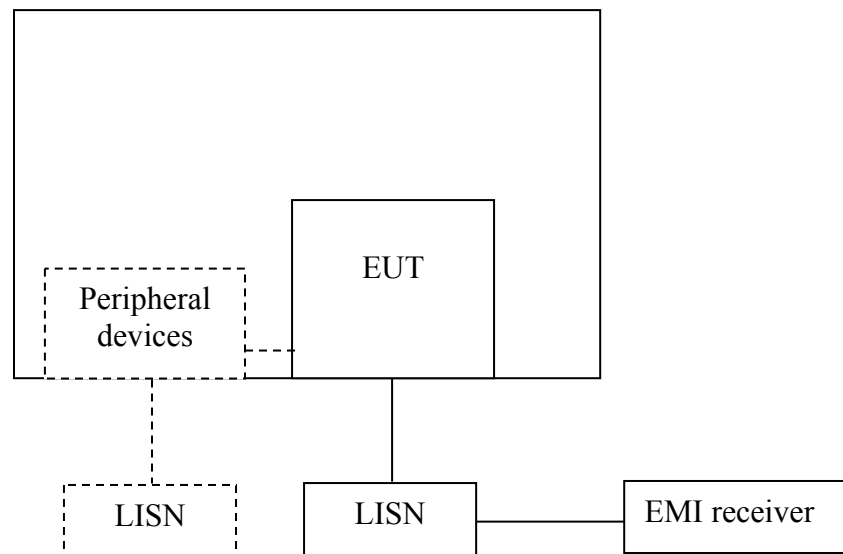 EUT
Peripheral
devices
LISN
LISN
EMI receiver